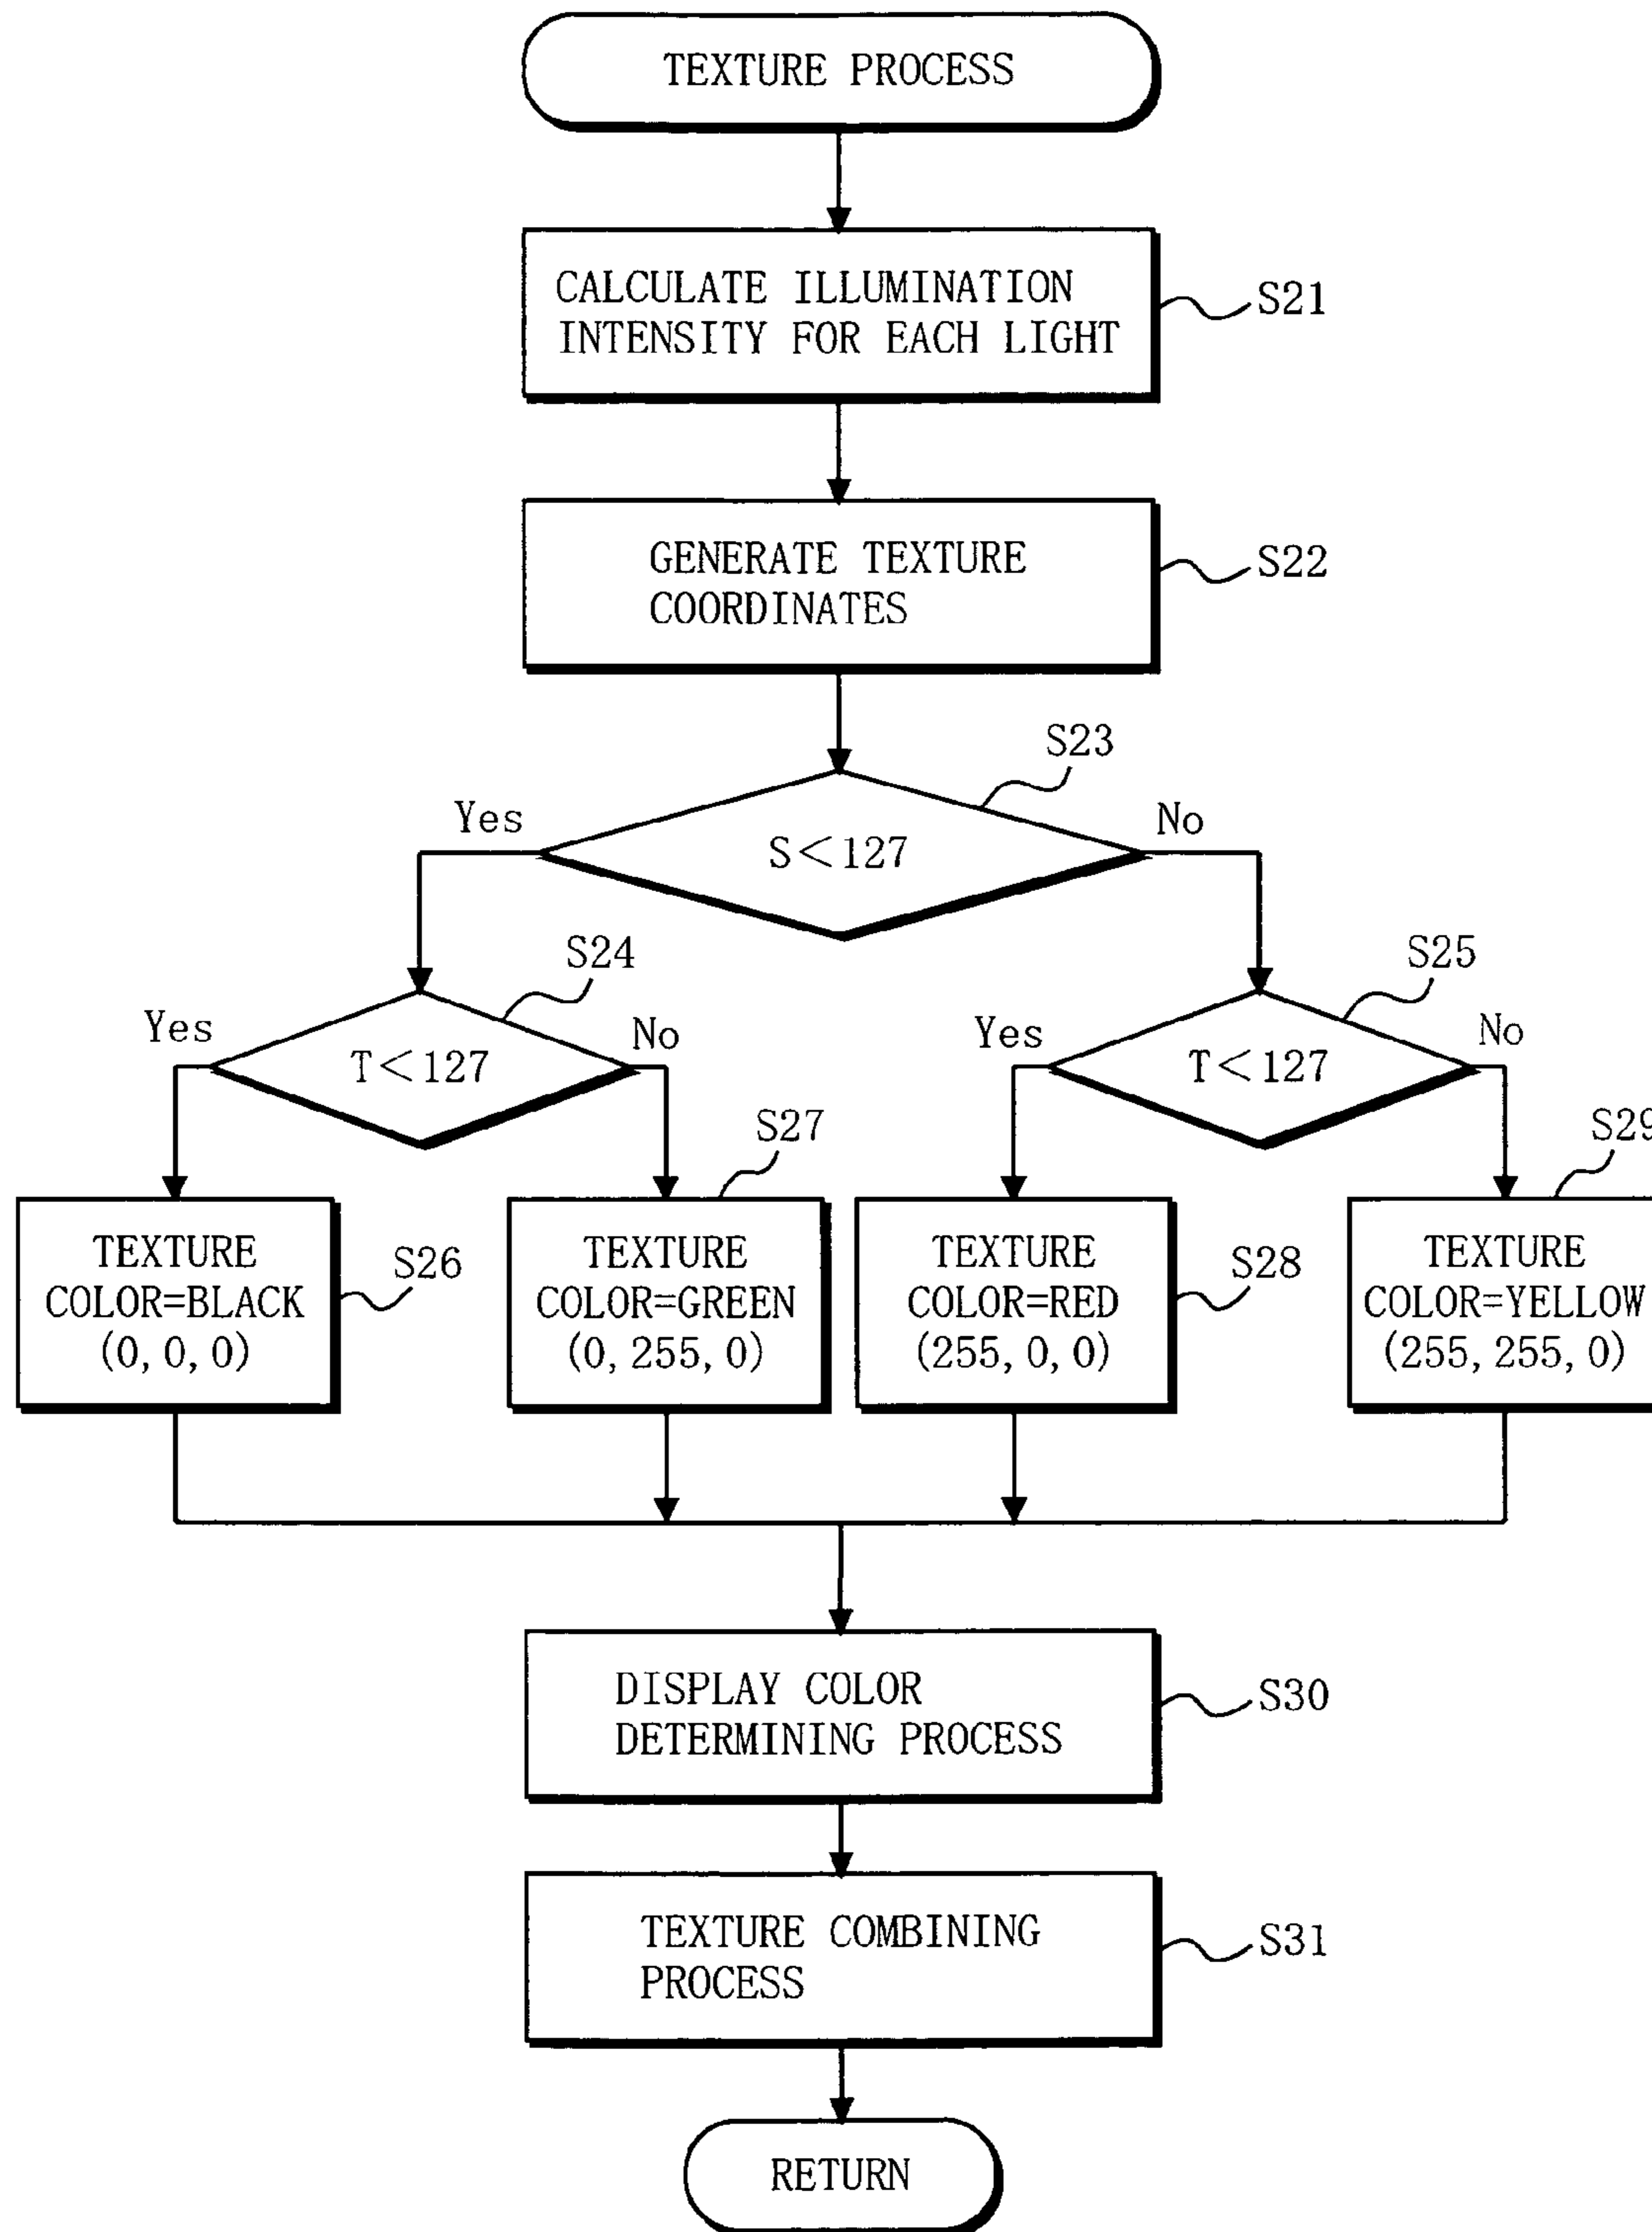 TEXTURE PROCESS
CALCULATE ILLUMINATION
INTENSITY FOR EACH LIGHT
S21
GENERATE TEXTURE
COORDINATES
S22
S23
Yes
No
S<127
S24
S25
Yes
No
Yes
No
T<127
T<127
S27
S29
TEXTURE
COLOR=BLACK
(0, 0, 0)
S26
TEXTURE
COLOR=GREEN
(0, 255, 0)
TEXTURE
COLOR=RED
(255, 0, 0)
S28
TEXTURE
COLOR=YELLOW
(255, 255, 0)
DISPLAY COLOR
DETERMINING PROCESS
S30
TEXTURE COMBINING
PROCESS
S31
RETURN